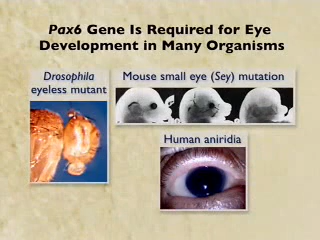 Pax6 Gene Is Required for Eye
Development in Many Organisms
Drosophila
eyeless mutant
Mouse small eye (Sey) mutation
Human aniridia